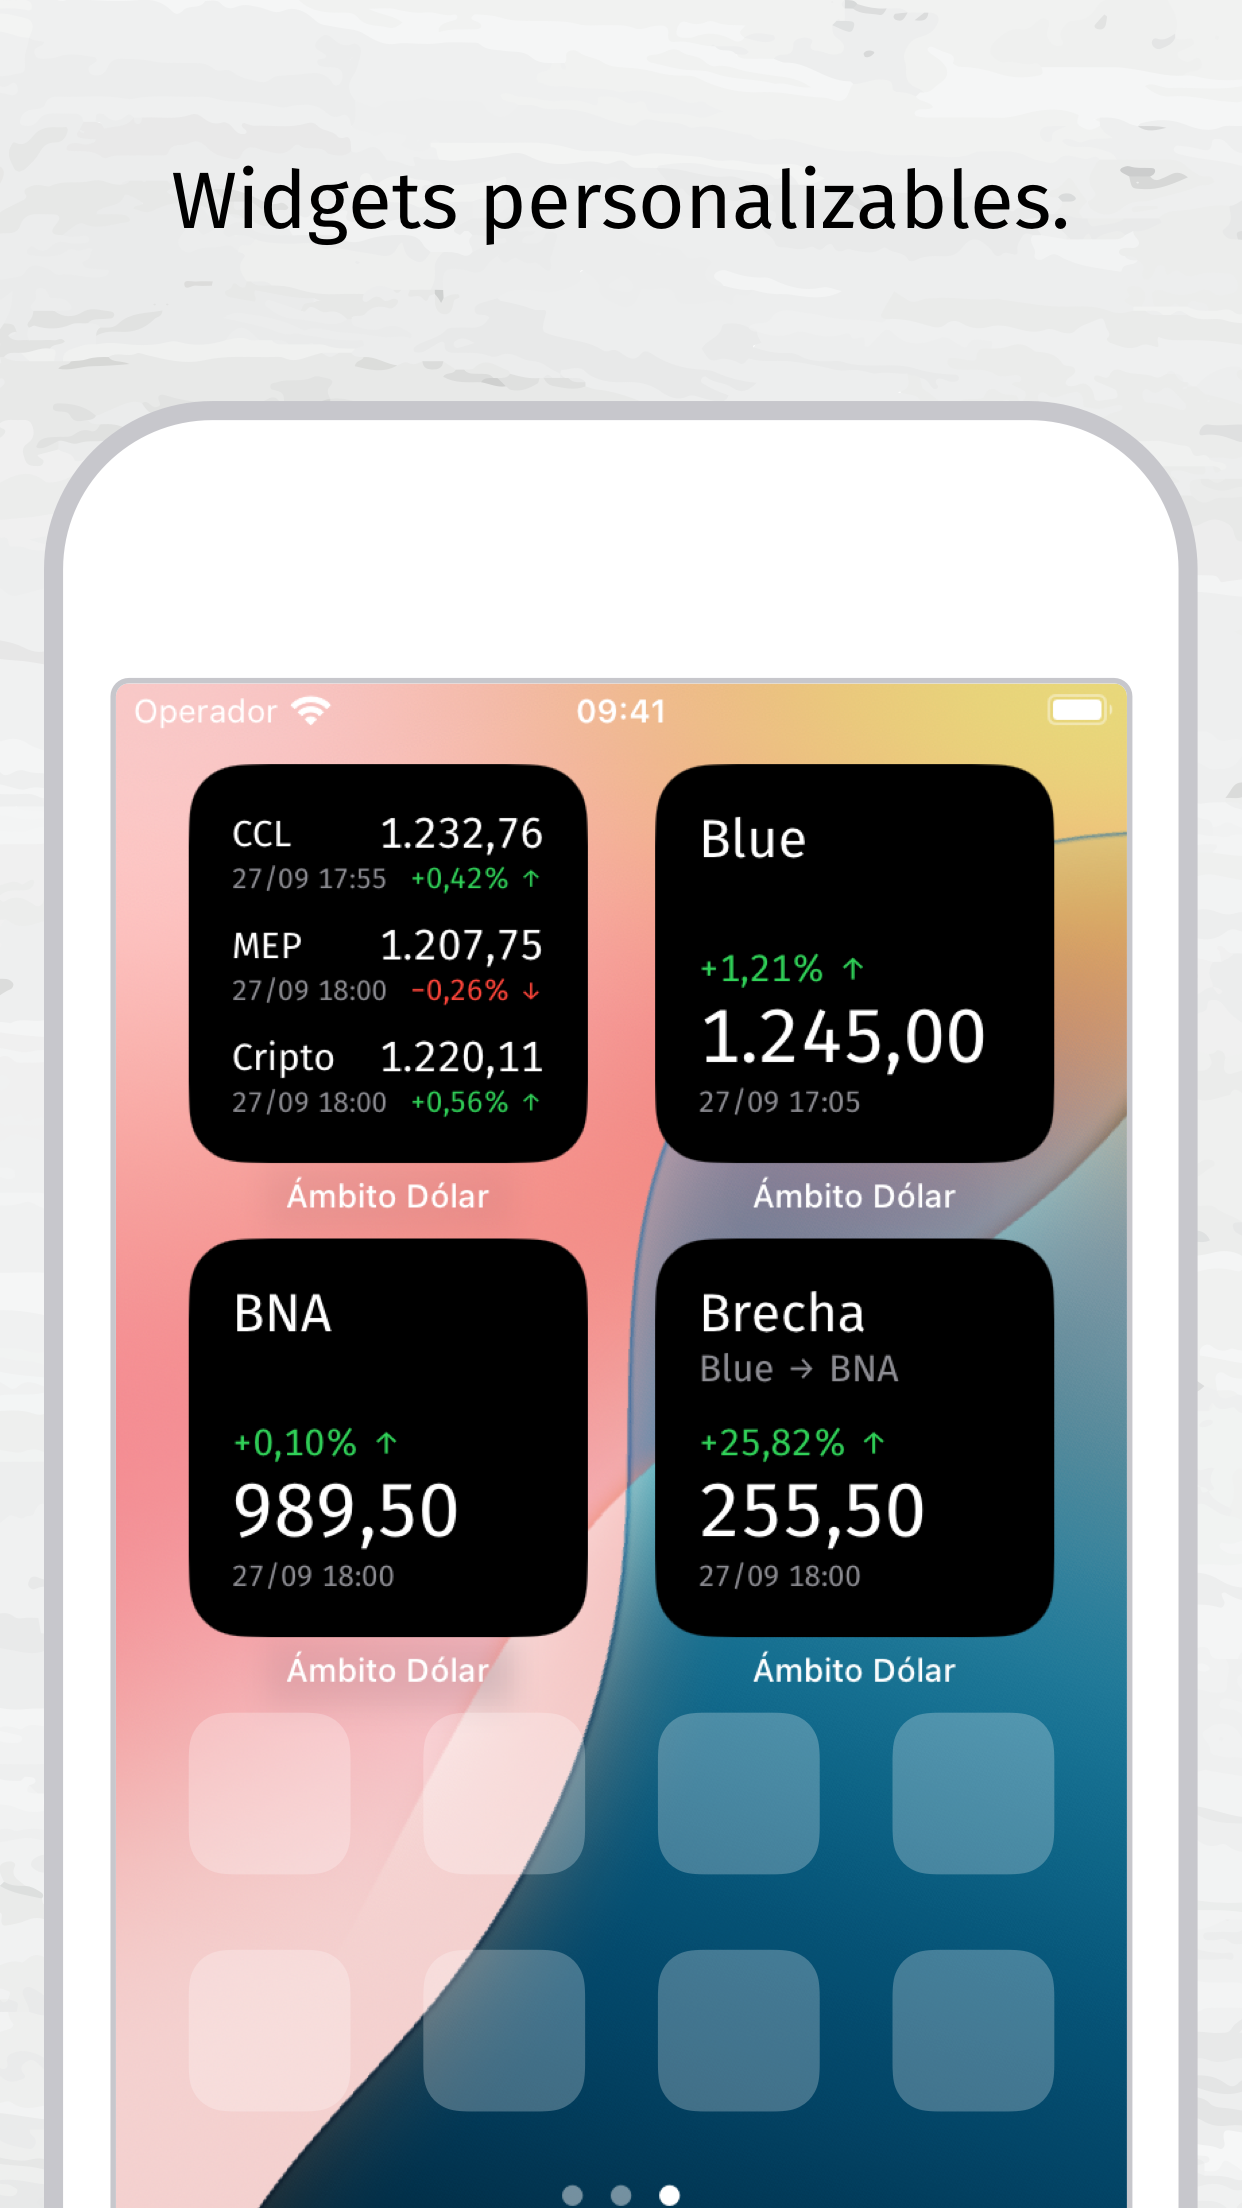 Widgets personalizables.
Operador
09:41
CCL 1.232,76
27/09 17:55 +0,42% ↑
MEP 1.207,75
27/09 18:00 −0,26% ↓
Cripto 1.220,11
27/09 18:00 +0,56% ↑
Ámbito Dólar
Blue
+1,21% ↑
1.245,00
27/09 17:05
Ámbito Dólar
BNA
+0,10% ↑
989,50
27/09 18:00
Ámbito Dólar
Brecha
Blue → BNA
+25,82% ↑
255,50
27/09 18:00
Ámbito Dólar